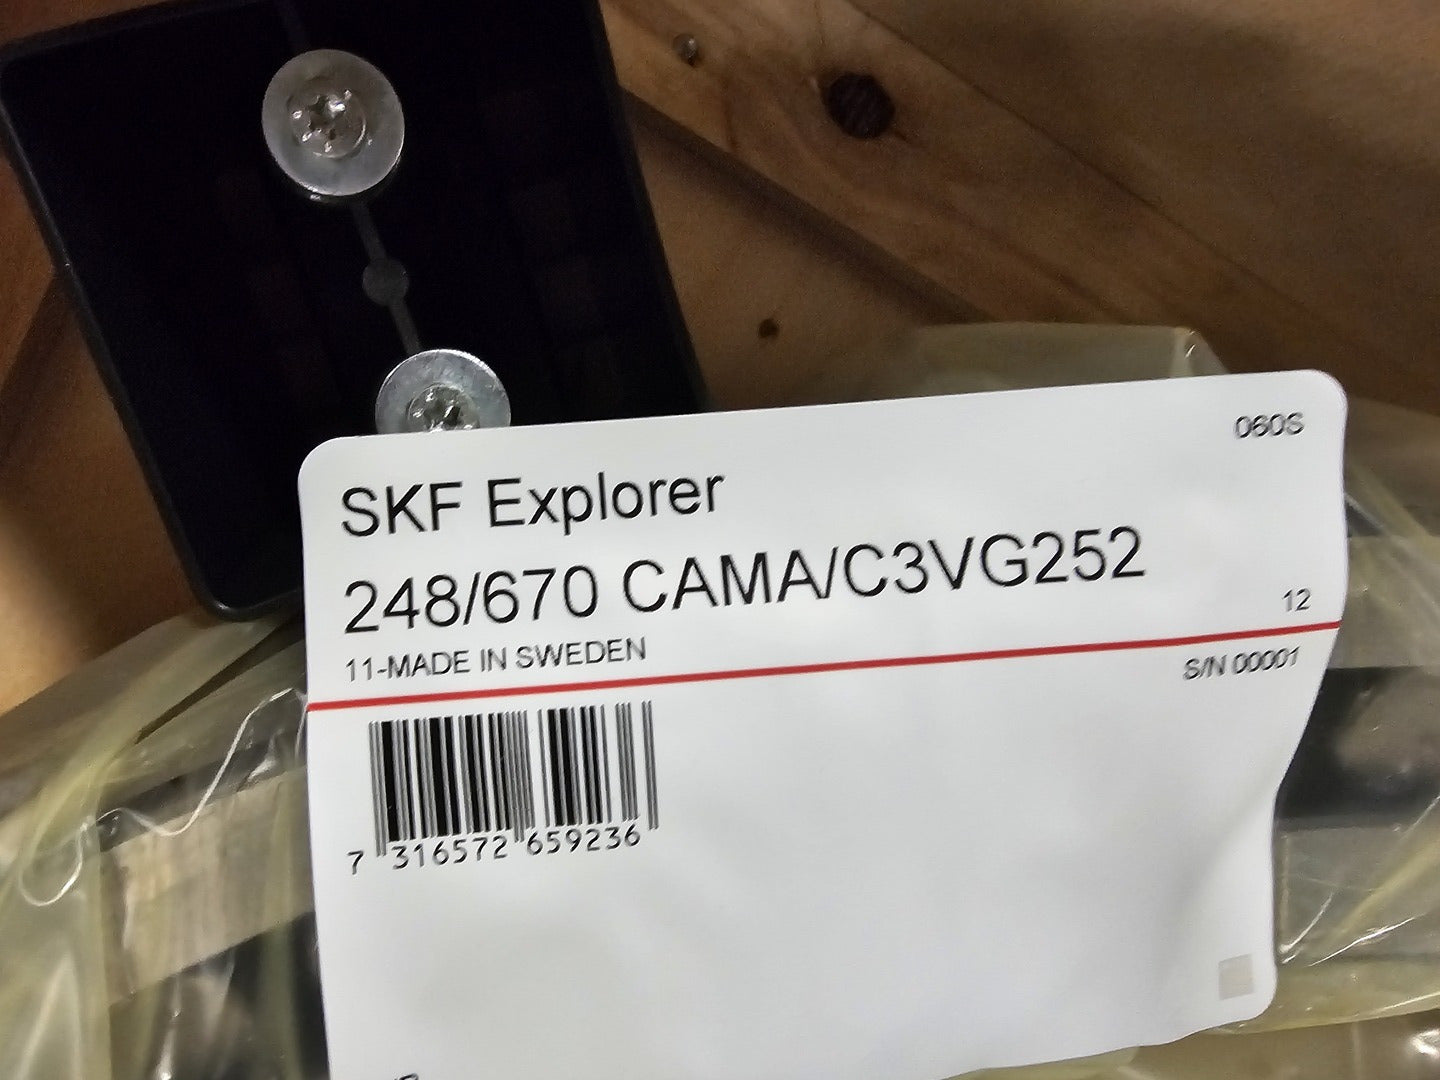 060S
SKF Explorer
248/670 CAMA/C3VG252
12
11-MADE IN SWEDEN
S/N 00001
7 316572 659236